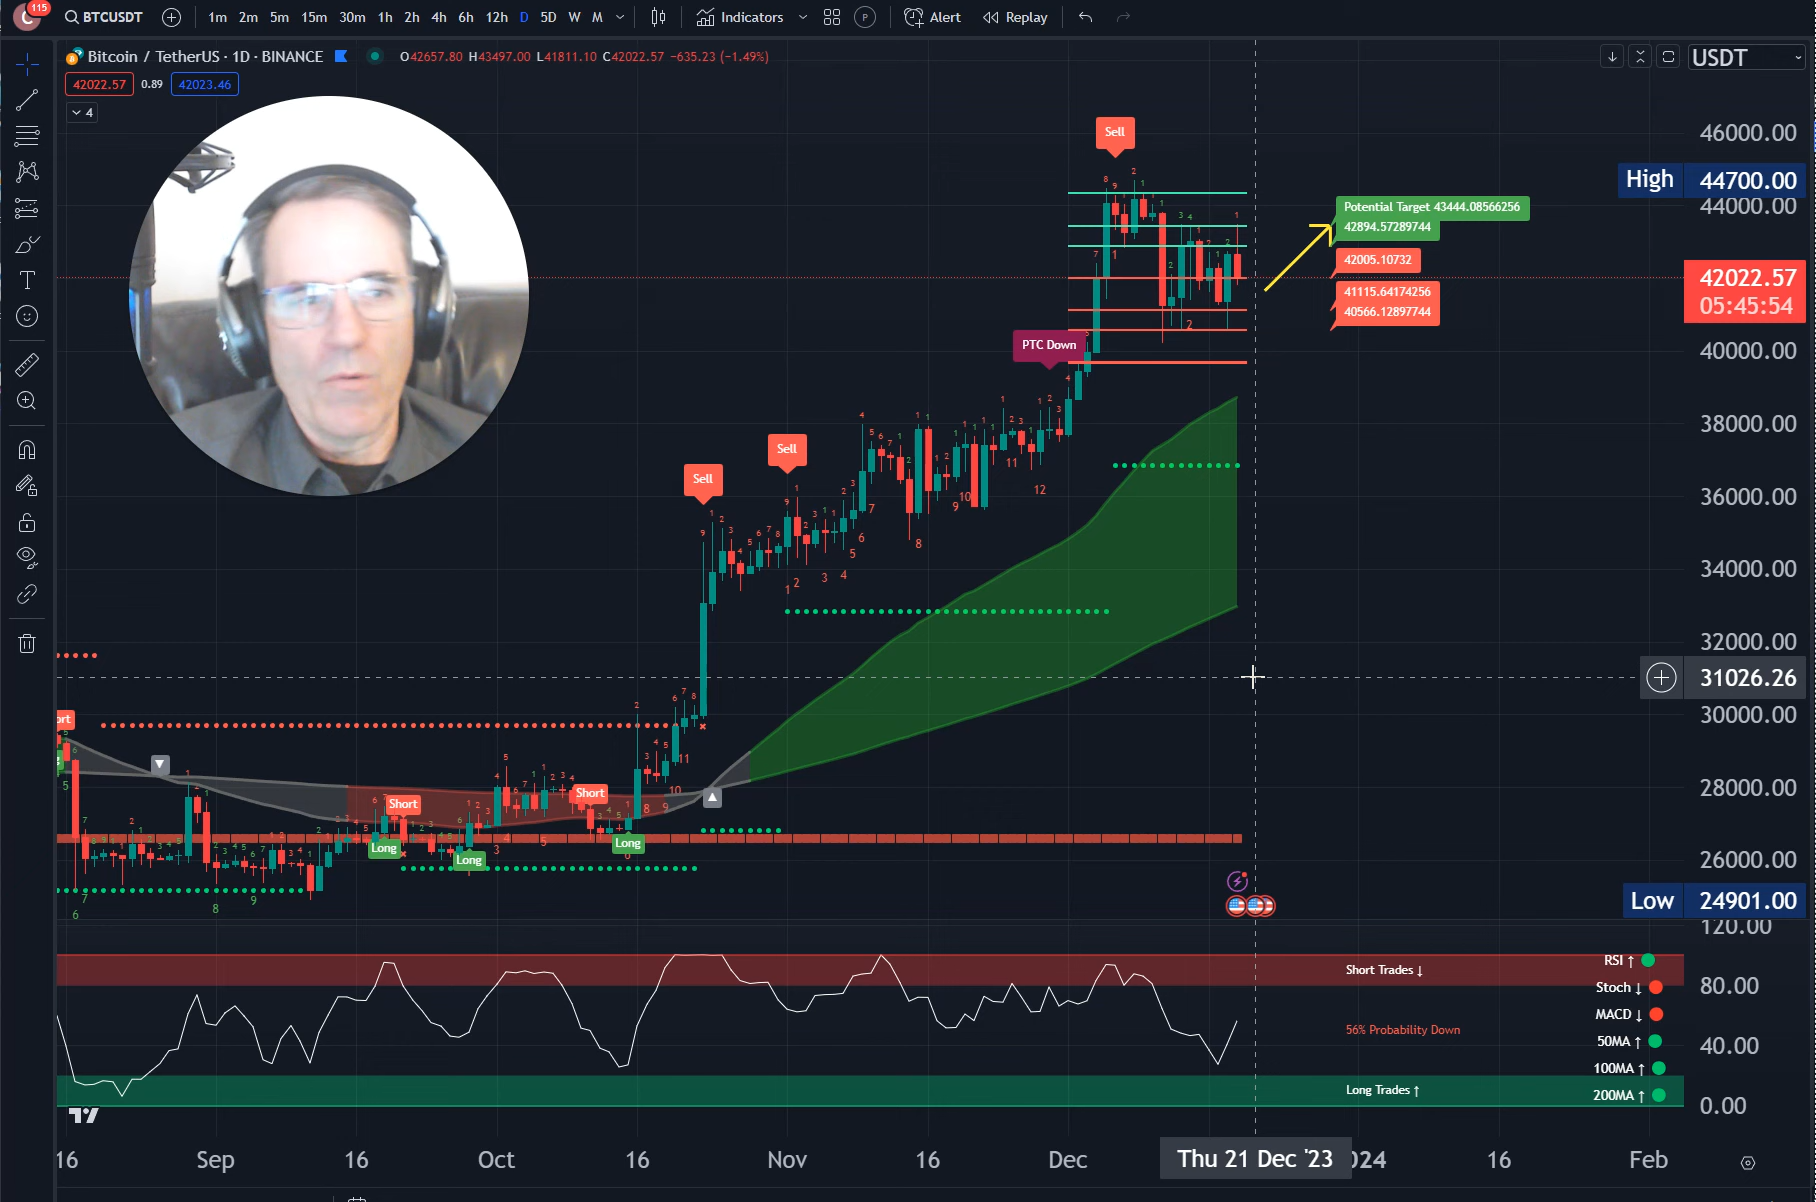 115
BTCUSDT
1m 2m 5m 15m 30m 1h 2h 4h 6h 12h D 5D W M
Indicators
P
Alert
Replay
Bitcoin / TetherUS · 1D · BINANCE
O42657.80 H43497.00 L41811.10 C42022.57 −635.23 (−1.49%)
USDT
42022.57 0.89 42023.46
4
Sell
46000.00
High 44700.00
44000.00
Potential Target 43444.08566256
42894.57289744
42005.10732
42022.57
05:45:54
41115.64174256
40566.12897744
PTC Down
40000.00
38000.00
Sell
Sell
36000.00
34000.00
32000.00
31026.26
30000.00
28000.00
Short
Short
Long
Long
Long
26000.00
Low 24901.00
120.00
RSI ↑
Short Trades ↓
80.00
Stoch ↓
MACD ↓
56% Probability Down
50MA ↑
40.00
100MA ↑
Long Trades ↑
200MA ↑
0.00
16 Sep 16 Oct 16 Nov 16 Dec Thu 21 Dec '23 16 Feb